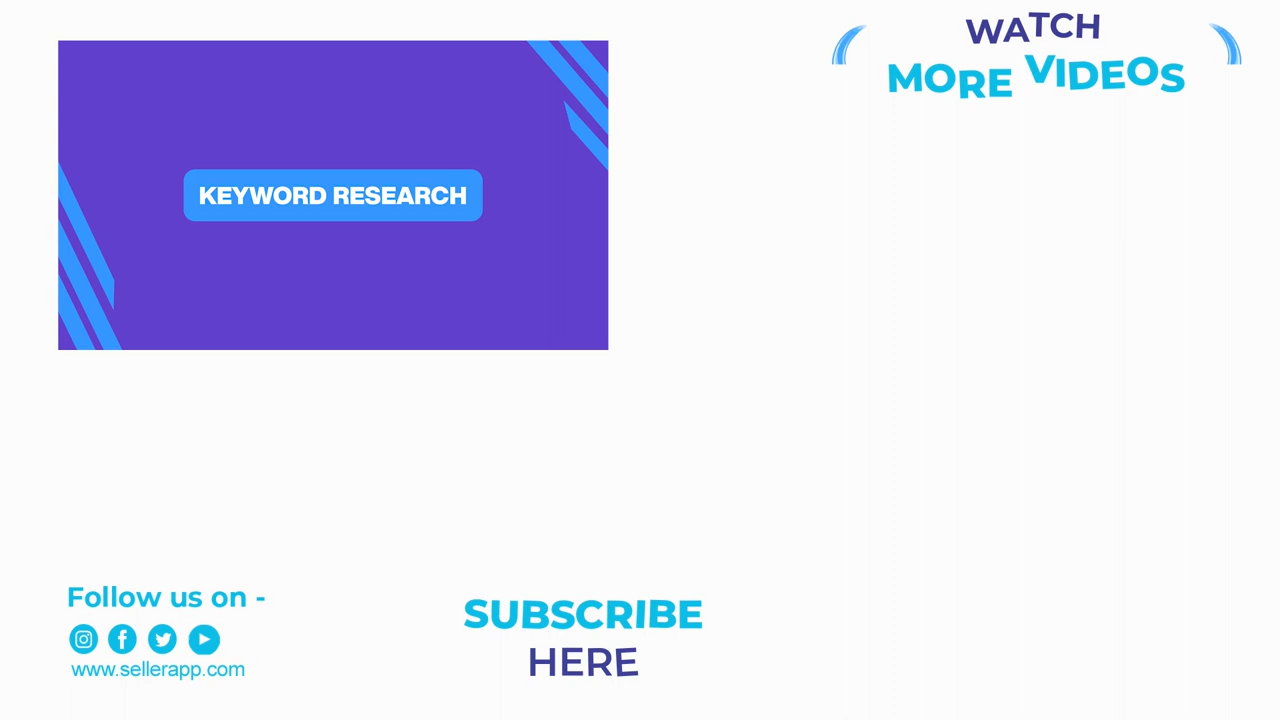 WATCH
MORE VIDEOS
KEYWORD RESEARCH
Follow us on -
www.sellerapp.com
SUBSCRIBE
HERE